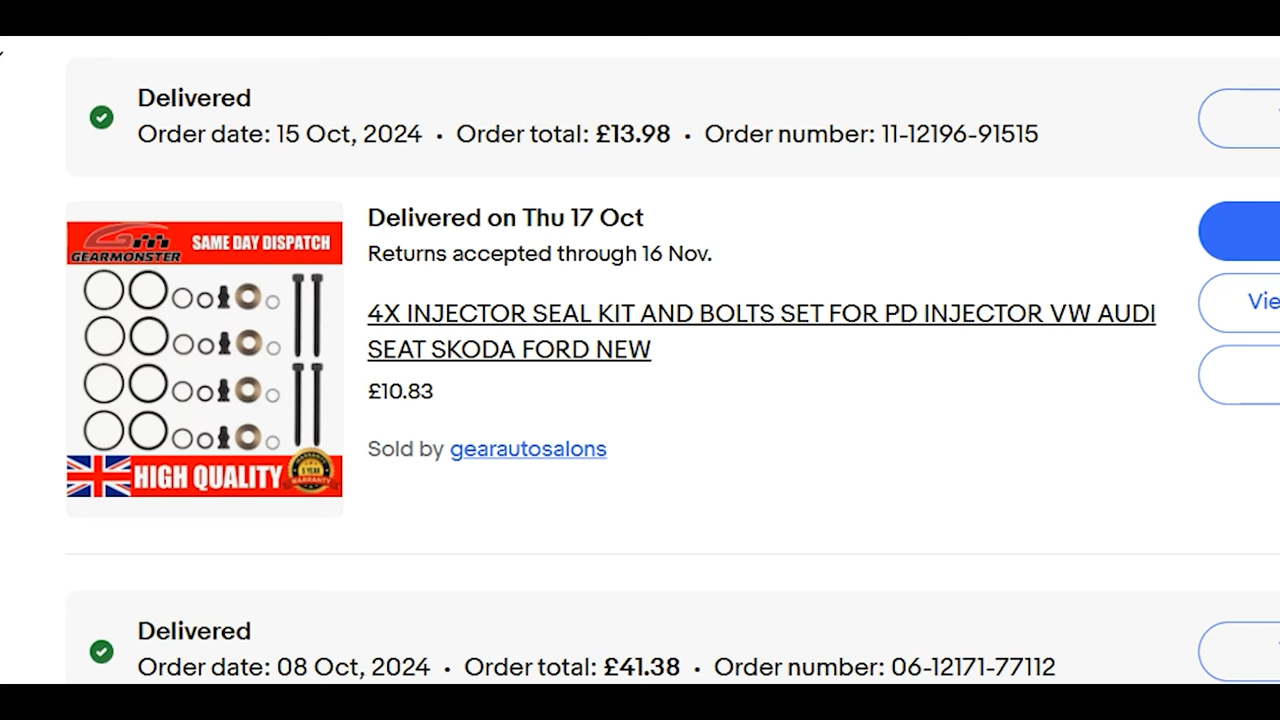 Delivered
Order date: 15 Oct, 2024 • Order total: £13.98 • Order number: 11-12196-91515
Delivered on Thu 17 Oct
Returns accepted through 16 Nov.
GEARMONSTER
SAME DAY DISPATCH
4X INJECTOR SEAL KIT AND BOLTS SET FOR PD INJECTOR VW AUDI
SEAT SKODA FORD NEW
£10.83
Vie
Sold by gearautosalons
HIGH QUALITY
5 YEAR
WARRANTY
Delivered
Order date: 08 Oct, 2024 • Order total: £41.38 • Order number: 06-12171-77112